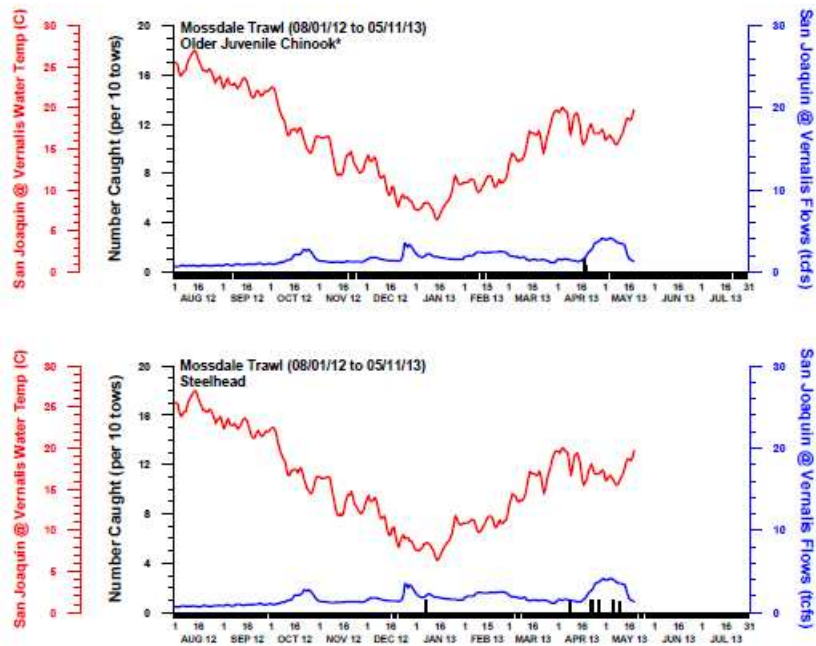 Mossdale Trawl (08/01/12 to 05/11/13)
Older Juvenile Chinook*
San Joaquin @ Vernalis Water Temp (C)
30
25
20
15
10
5
0
Number Caught (per 10 tows)
20
16
12
8
4
0
30
20
10
0
San Joaquin @ Vernalis Flows (tcfs)
1 16 1 16 1 16 1 16 1 16 1 16 1 15 1 16 1 16 1 16 1 16 1 16 31
AUG 12 SEP 12 OCT 12 NOV 12 DEC 12 JAN 13 FEB 13 MAR 13 APR 13 MAY 13 JUN 13 JUL 13
Mossdale Trawl (08/01/12 to 05/11/13)
Steelhead
San Joaquin @ Vernalis Water Temp (C)
30
25
20
15
10
5
0
Number Caught (per 10 tows)
20
16
12
8
4
0
30
20
10
0
San Joaquin @ Vernalis Flows (tcfs)
1 16 1 16 1 16 1 16 1 16 1 16 1 15 1 16 1 16 1 16 1 16 1 16 31
AUG 12 SEP 12 OCT 12 NOV 12 DEC 12 JAN 13 FEB 13 MAR 13 APR 13 MAY 13 JUN 13 JUL 13